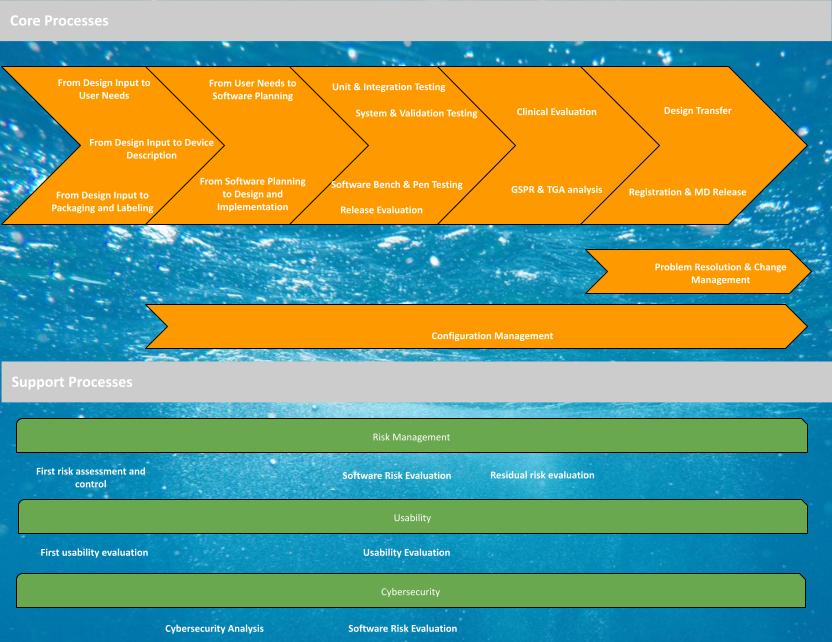 Core Processes
From Design Input to
User Needs
From Design Input to Device
Description
From Design Input to
Packaging and Labeling
From User Needs to
Software Planning
From Software Planning
to Design and
Implementation
Unit & Integration Testing
System & Validation Testing
Software Bench & Pen Testing
Release Evaluation
Clinical Evaluation
GSPR & TGA analysis
Design Transfer
Registration & MD Release
Problem Resolution & Change
Management
Configuration Management
Support Processes
Risk Management
First risk assessment and
control
Software Risk Evaluation
Residual risk evaluation
Usability
First usability evaluation
Usability Evaluation
Cybersecurity
Cybersecurity Analysis
Software Risk Evaluation